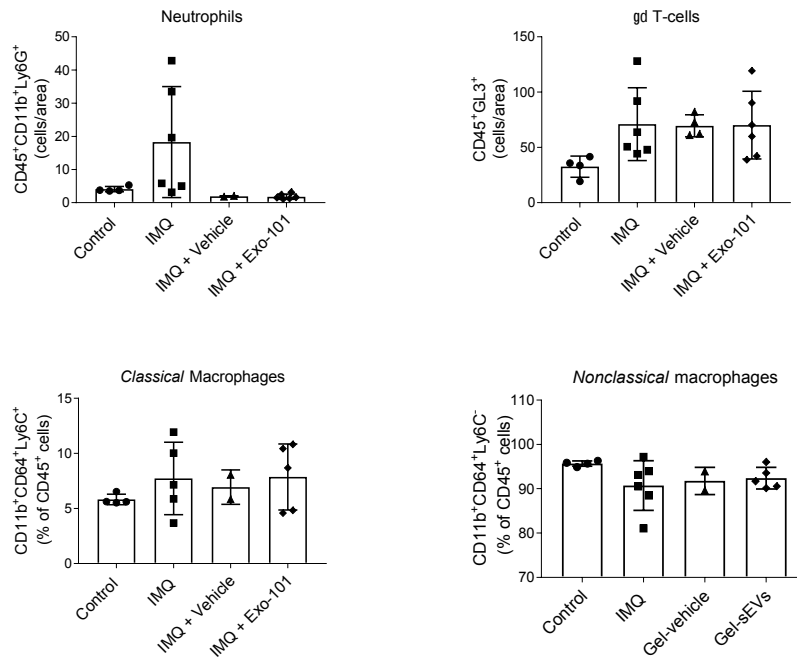 Neutrophils
CD45⁺CD11b⁺Ly6G⁺
(cells/area)
50
40
30
20
10
0
Control
IMQ
IMQ + Vehicle
IMQ + Exo-101
gd T-cells
CD45⁺GL3⁺
(cells/area)
150
100
50
0
Control
IMQ
IMQ + Vehicle
IMQ + Exo-101
Classical Macrophages
CD11b⁺CD64⁺Ly6C⁺
(% of CD45⁺ cells)
15
10
5
0
Control
IMQ
IMQ + Vehicle
IMQ + Exo-101
Nonclassical macrophages
CD11b⁺CD64⁺Ly6C⁻
(% of CD45⁺ cells)
110
100
90
80
70
Control
IMQ
Gel-vehicle
Gel-sEVs